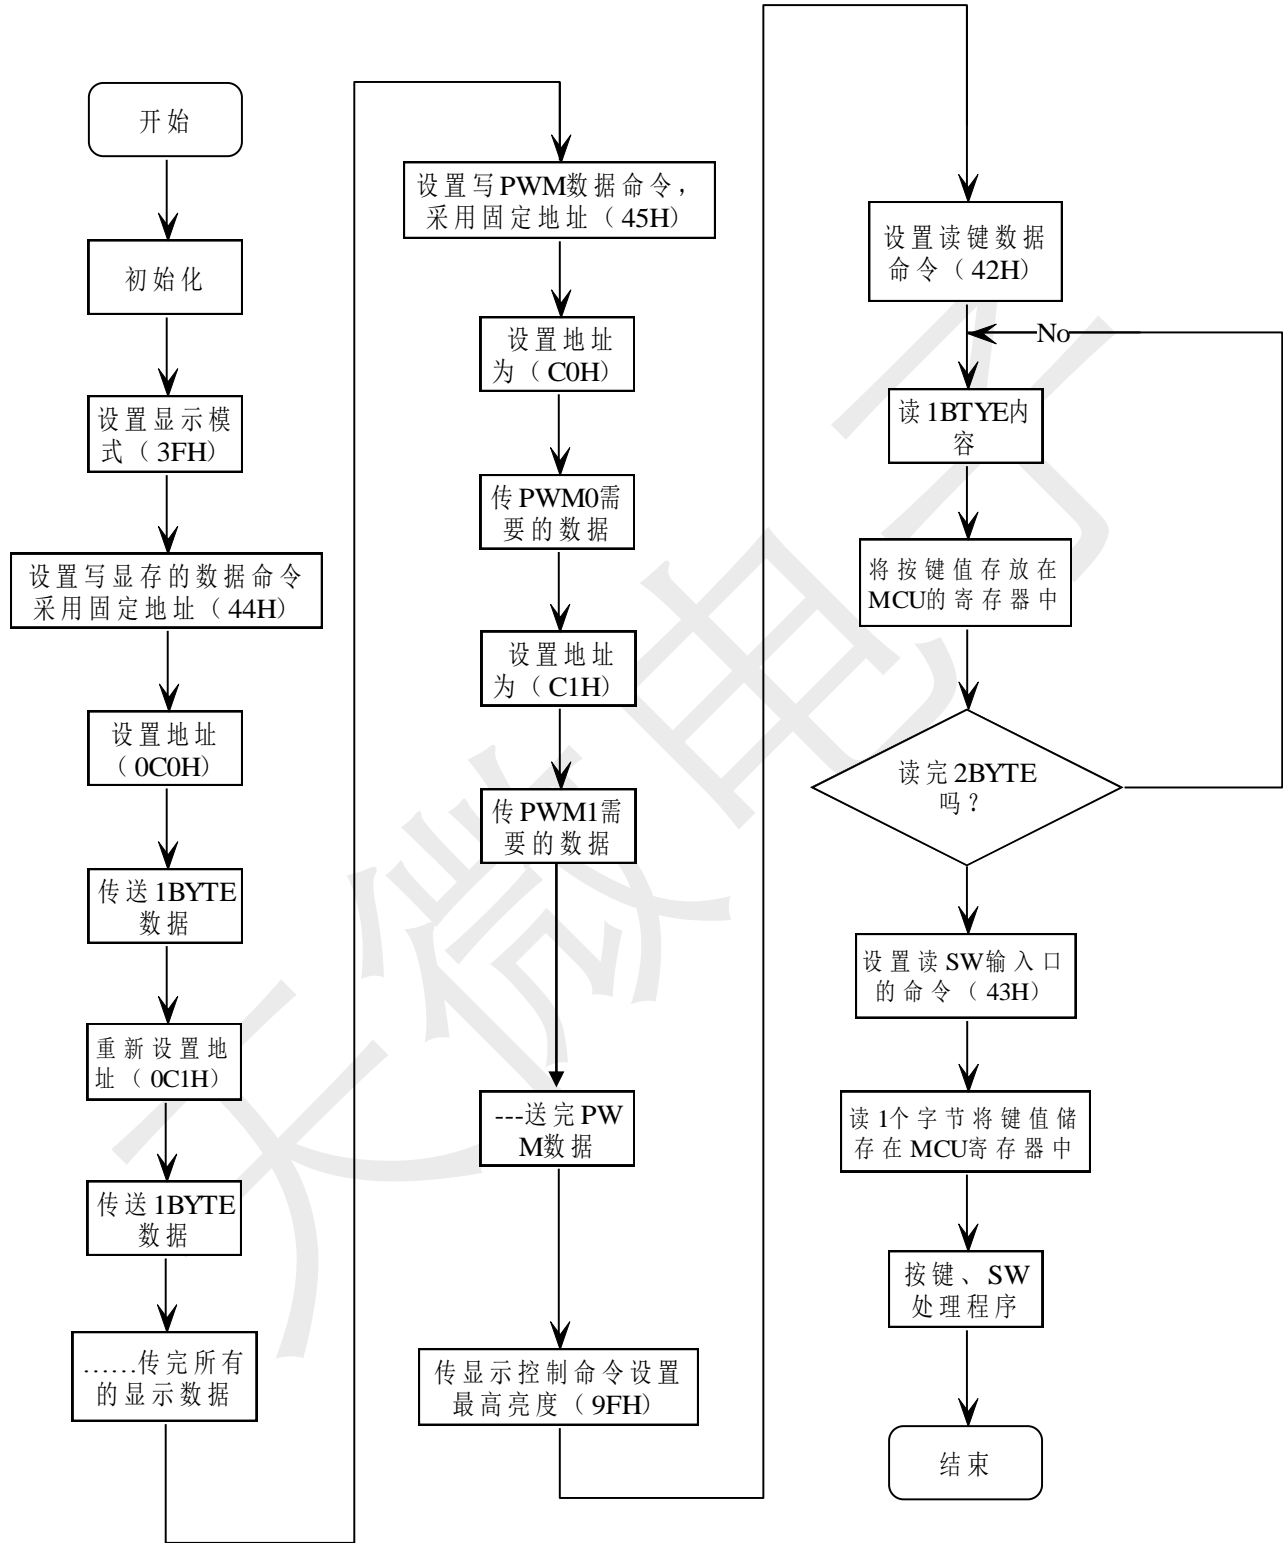 开始
初始化
设置显示模
式（3FH）
设置写显存的数据命令
采用固定地址（44H）
设置地址
（0C0H）
传送1BYTE
数据
重新设置地
址（0C1H）
传送1BYTE
数据
……传完所有
的显示数据
设置写PWM数据命令，
采用固定地址（45H）
设置地址
为（C0H）
传PWM0需
要的数据
设置地址
为（C1H）
传PWM1需
要的数据
---送完PW
M数据
传显示控制命令设置
最高亮度（9FH）
设置读键数据
命令（42H）
No
读1BTYE内
容
将按键值存放在
MCU的寄存器中
读完2BYTE
吗？
设置读SW输入口
的命令（43H）
读1个字节将键值储
存在MCU寄存器中
按键、SW
处理程序
结束
天微电子